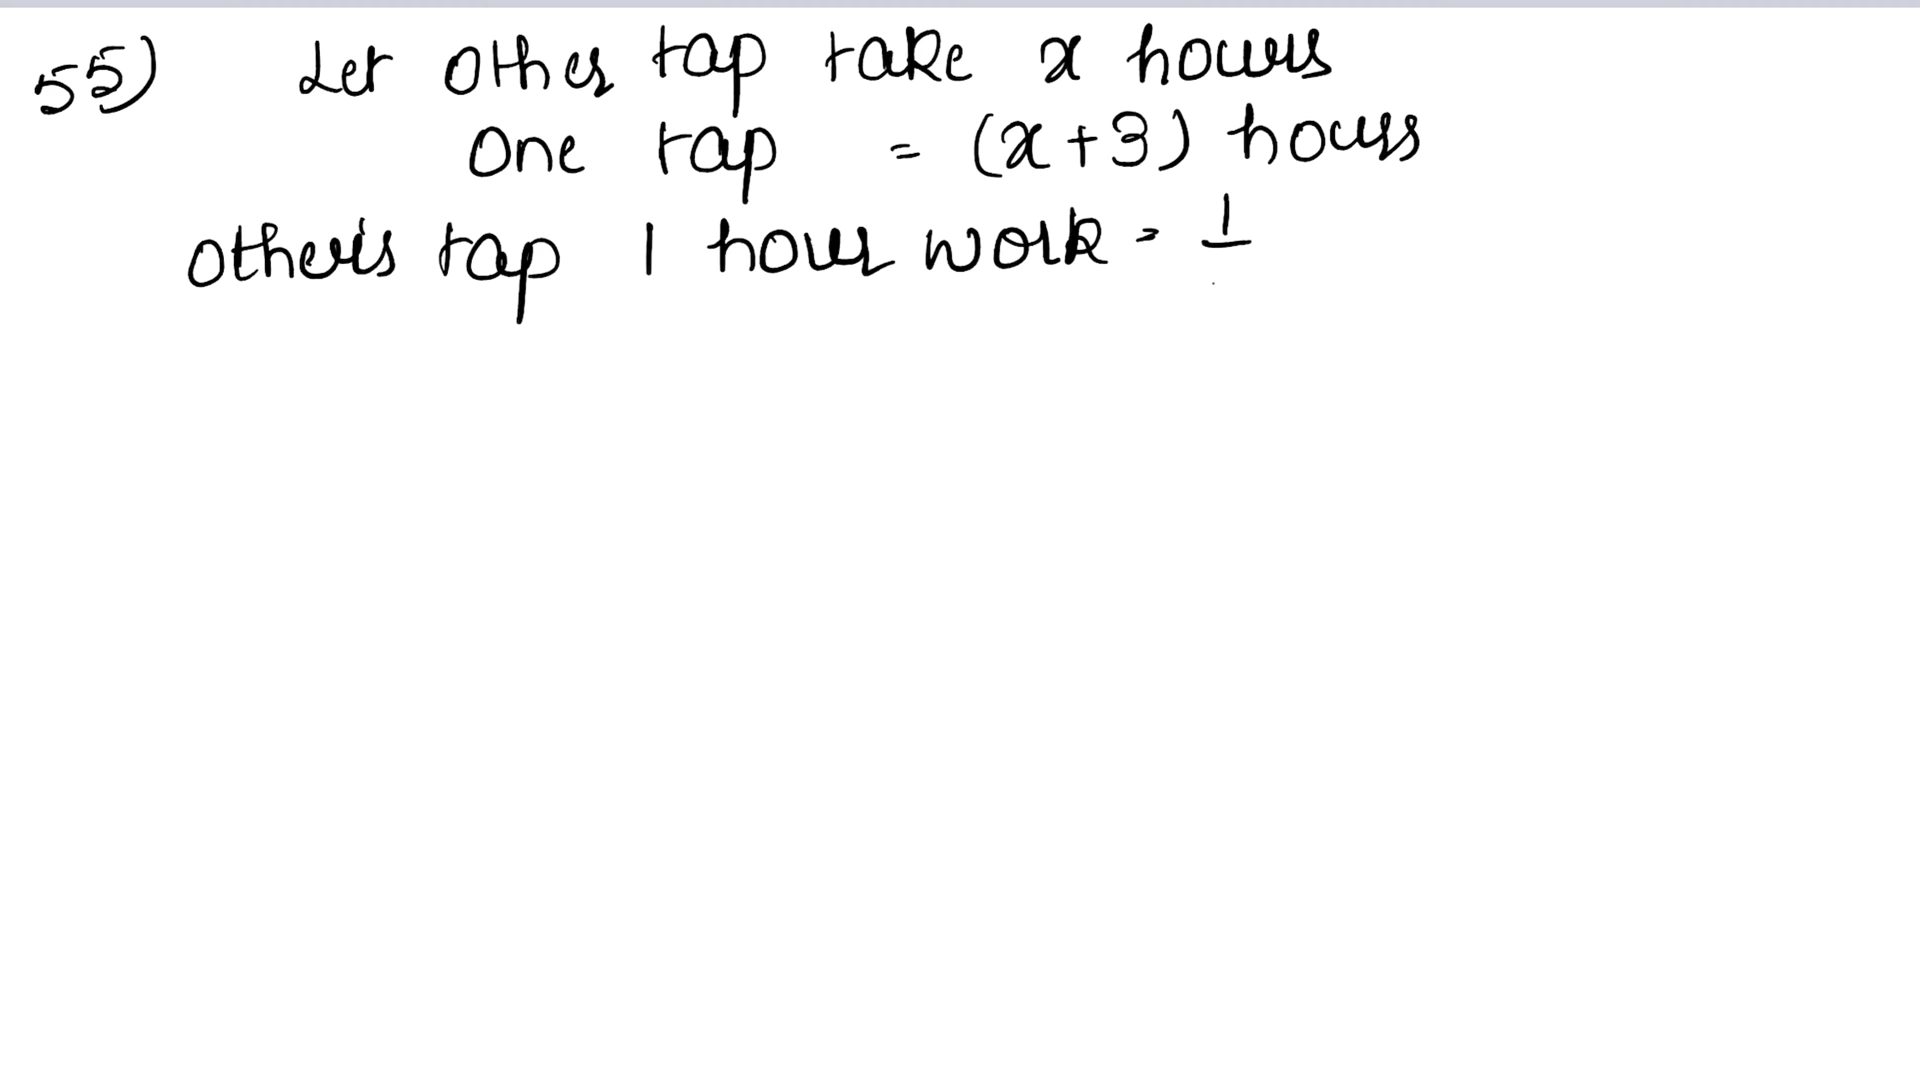 55) Let other tap take x hours
One tap = (x+3) hours
other's tap 1 hour work = 1/